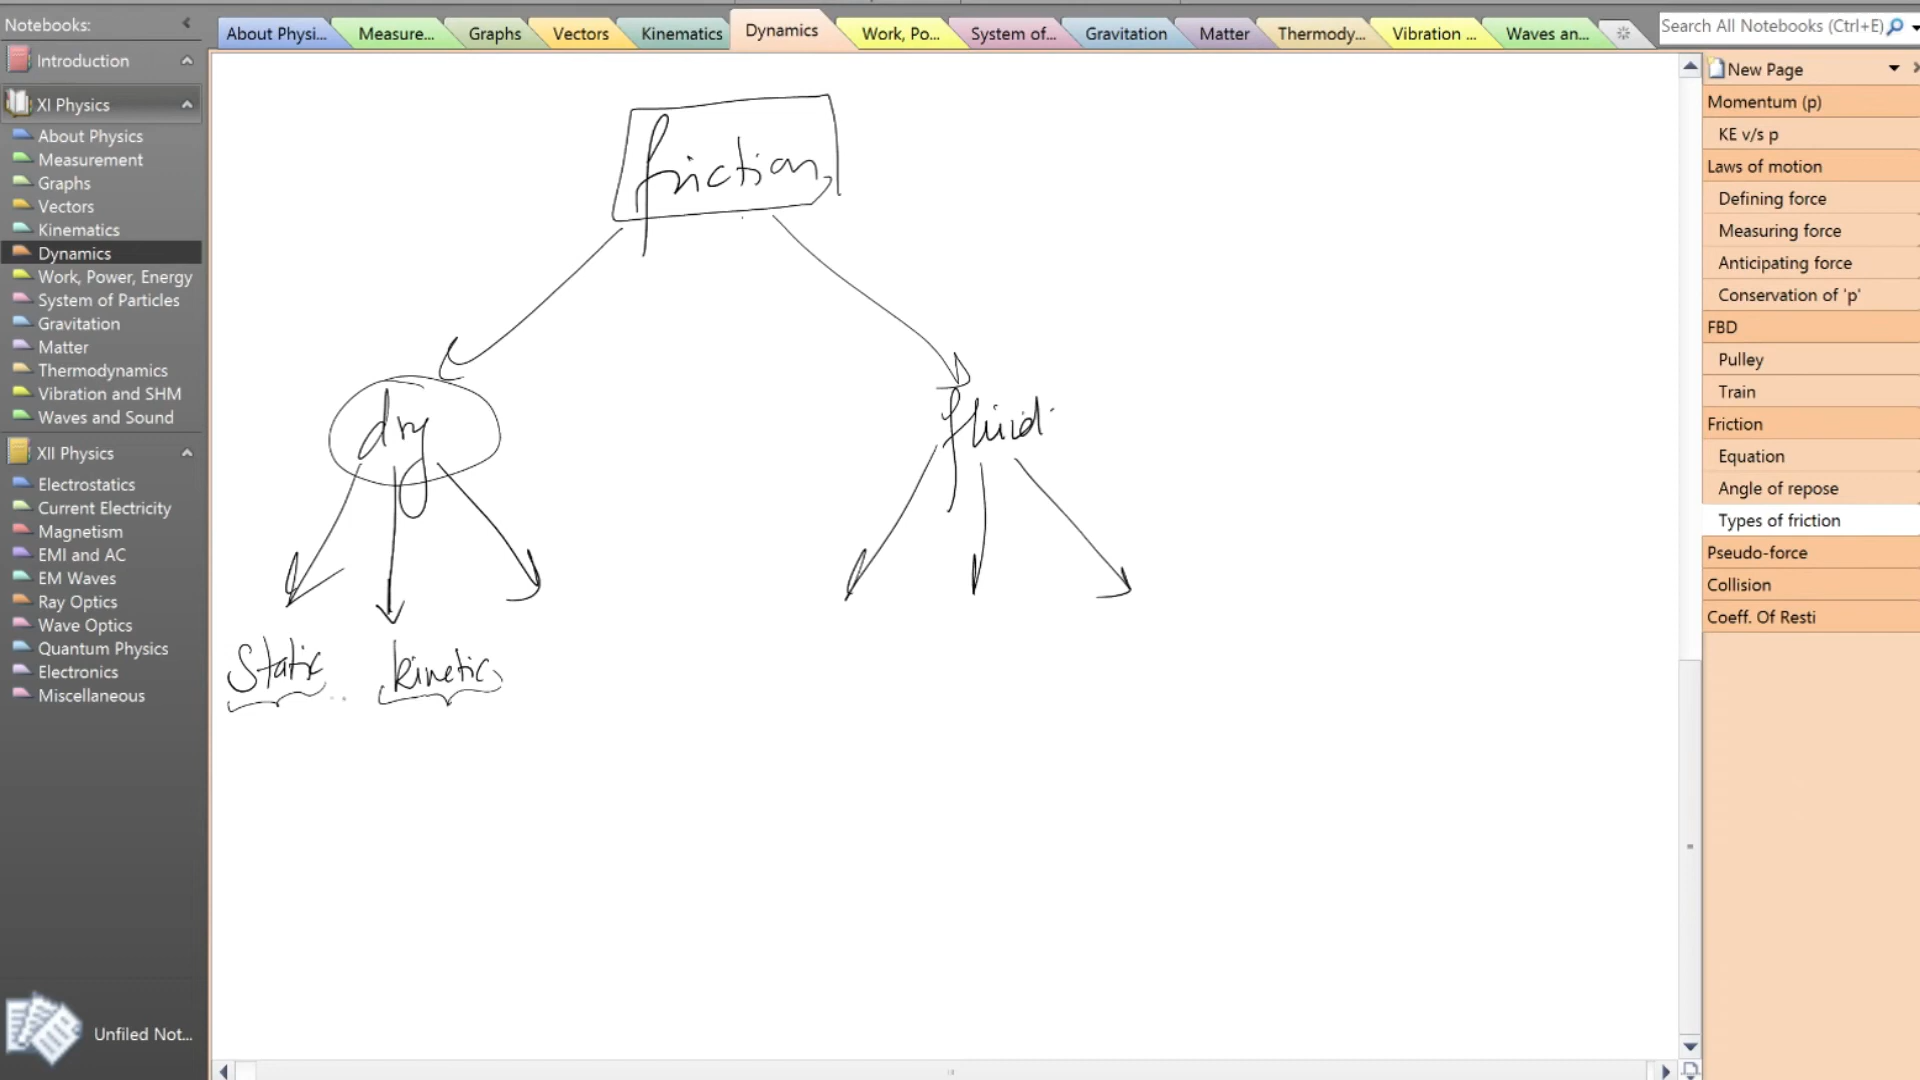 Notebooks:
Introduction
XI Physics
About Physics
Measurement
Graphs
Vectors
Kinematics
Dynamics
Work, Power, Energy
System of Particles
Gravitation
Matter
Thermodynamics
Vibration and SHM
Waves and Sound
XII Physics
Electrostatics
Current Electricity
Magnetism
EMI and AC
EM Waves
Ray Optics
Wave Optics
Quantum Physics
Electronics
Miscellaneous
Unfiled Not...
About Physi... Measure... Graphs Vectors Kinematics Dynamics Work, Po... System of... Gravitation Matter Thermody... Vibration ... Waves an...
Search All Notebooks (Ctrl+E)
friction
dry fluid
Static kinetic
New Page
Momentum (p)
KE v/s p
Laws of motion
Defining force
Measuring force
Anticipating force
Conservation of 'p'
FBD
Pulley
Train
Friction
Equation
Angle of repose
Types of friction
Pseudo-force
Collision
Coeff. Of Resti